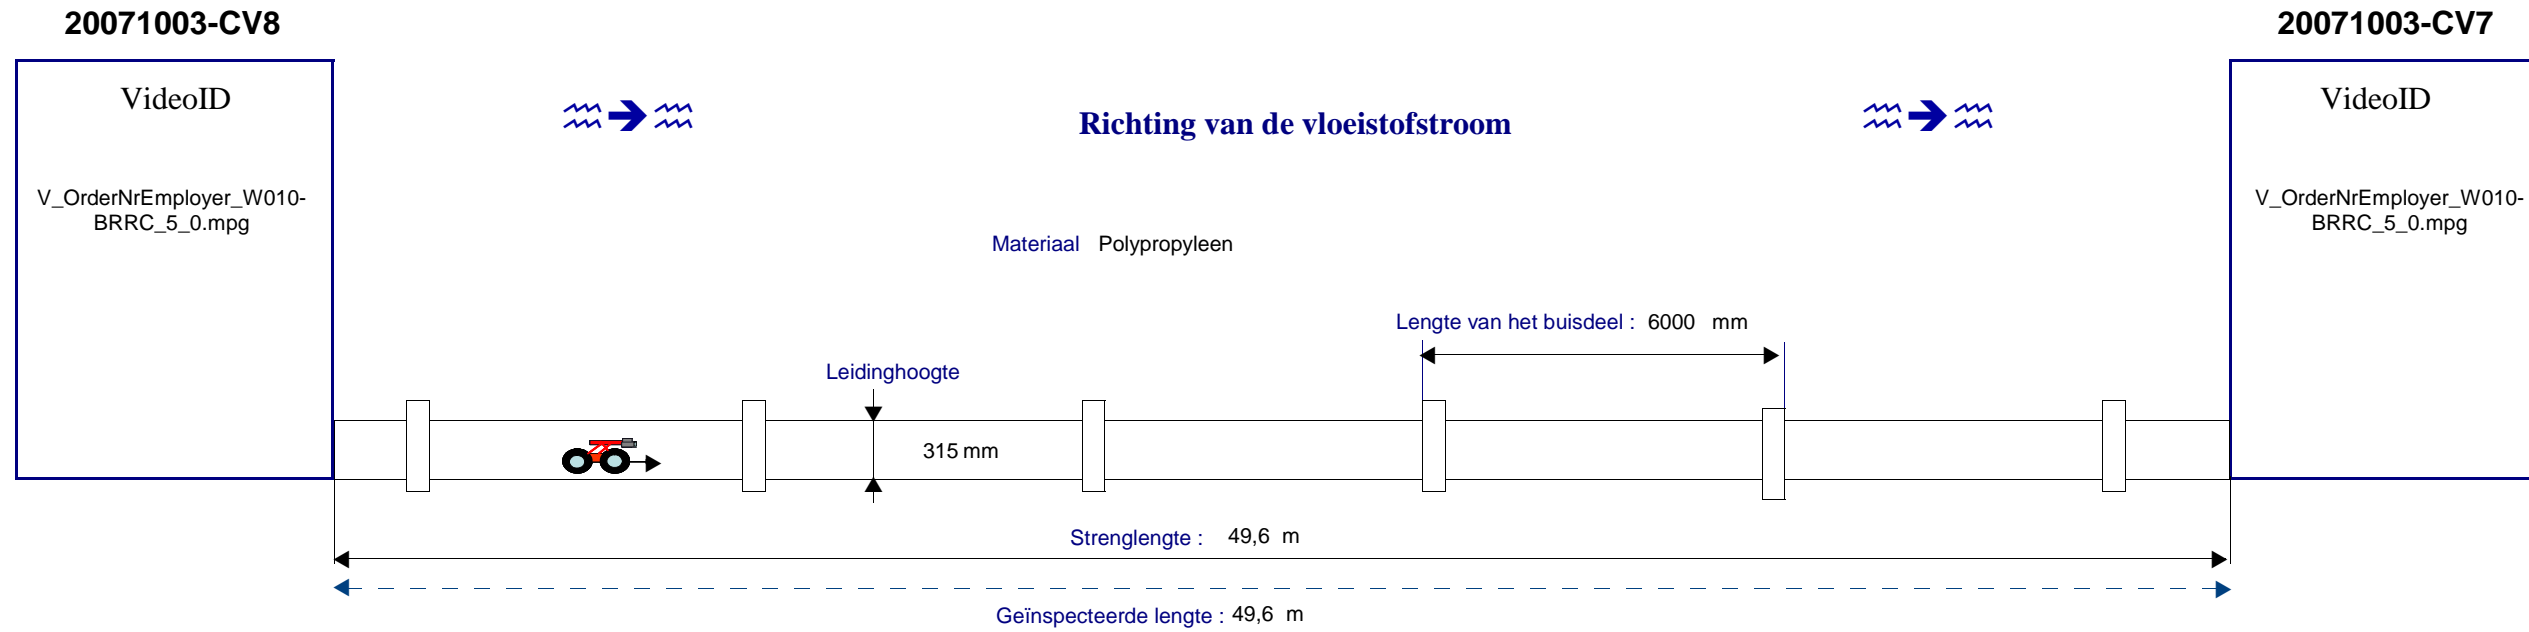 20071003-CV8
20071003-CV7
VideoID
VideoID
Richting van de vloeistofstroom
V_OrderNrEmployer_W010-
BRRC_5_0.mpg
V_OrderNrEmployer_W010-
BRRC_5_0.mpg
Materiaal Polypropyleen
Lengte van het buisdeel : 6000 mm
Leidinghoogte
315 mm
Strenglengte : 49,6 m
Geïnspecteerde lengte : 49,6 m